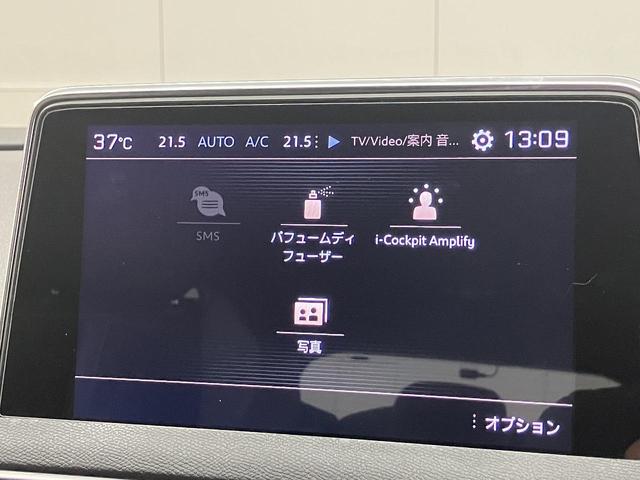 37℃ 21.5 AUTO A/C 21.5 TV/Video/案内 音... 13:09
SMS
SMS
パフュームディ
フューザー
i-Cockpit Amplify
写真
オプション